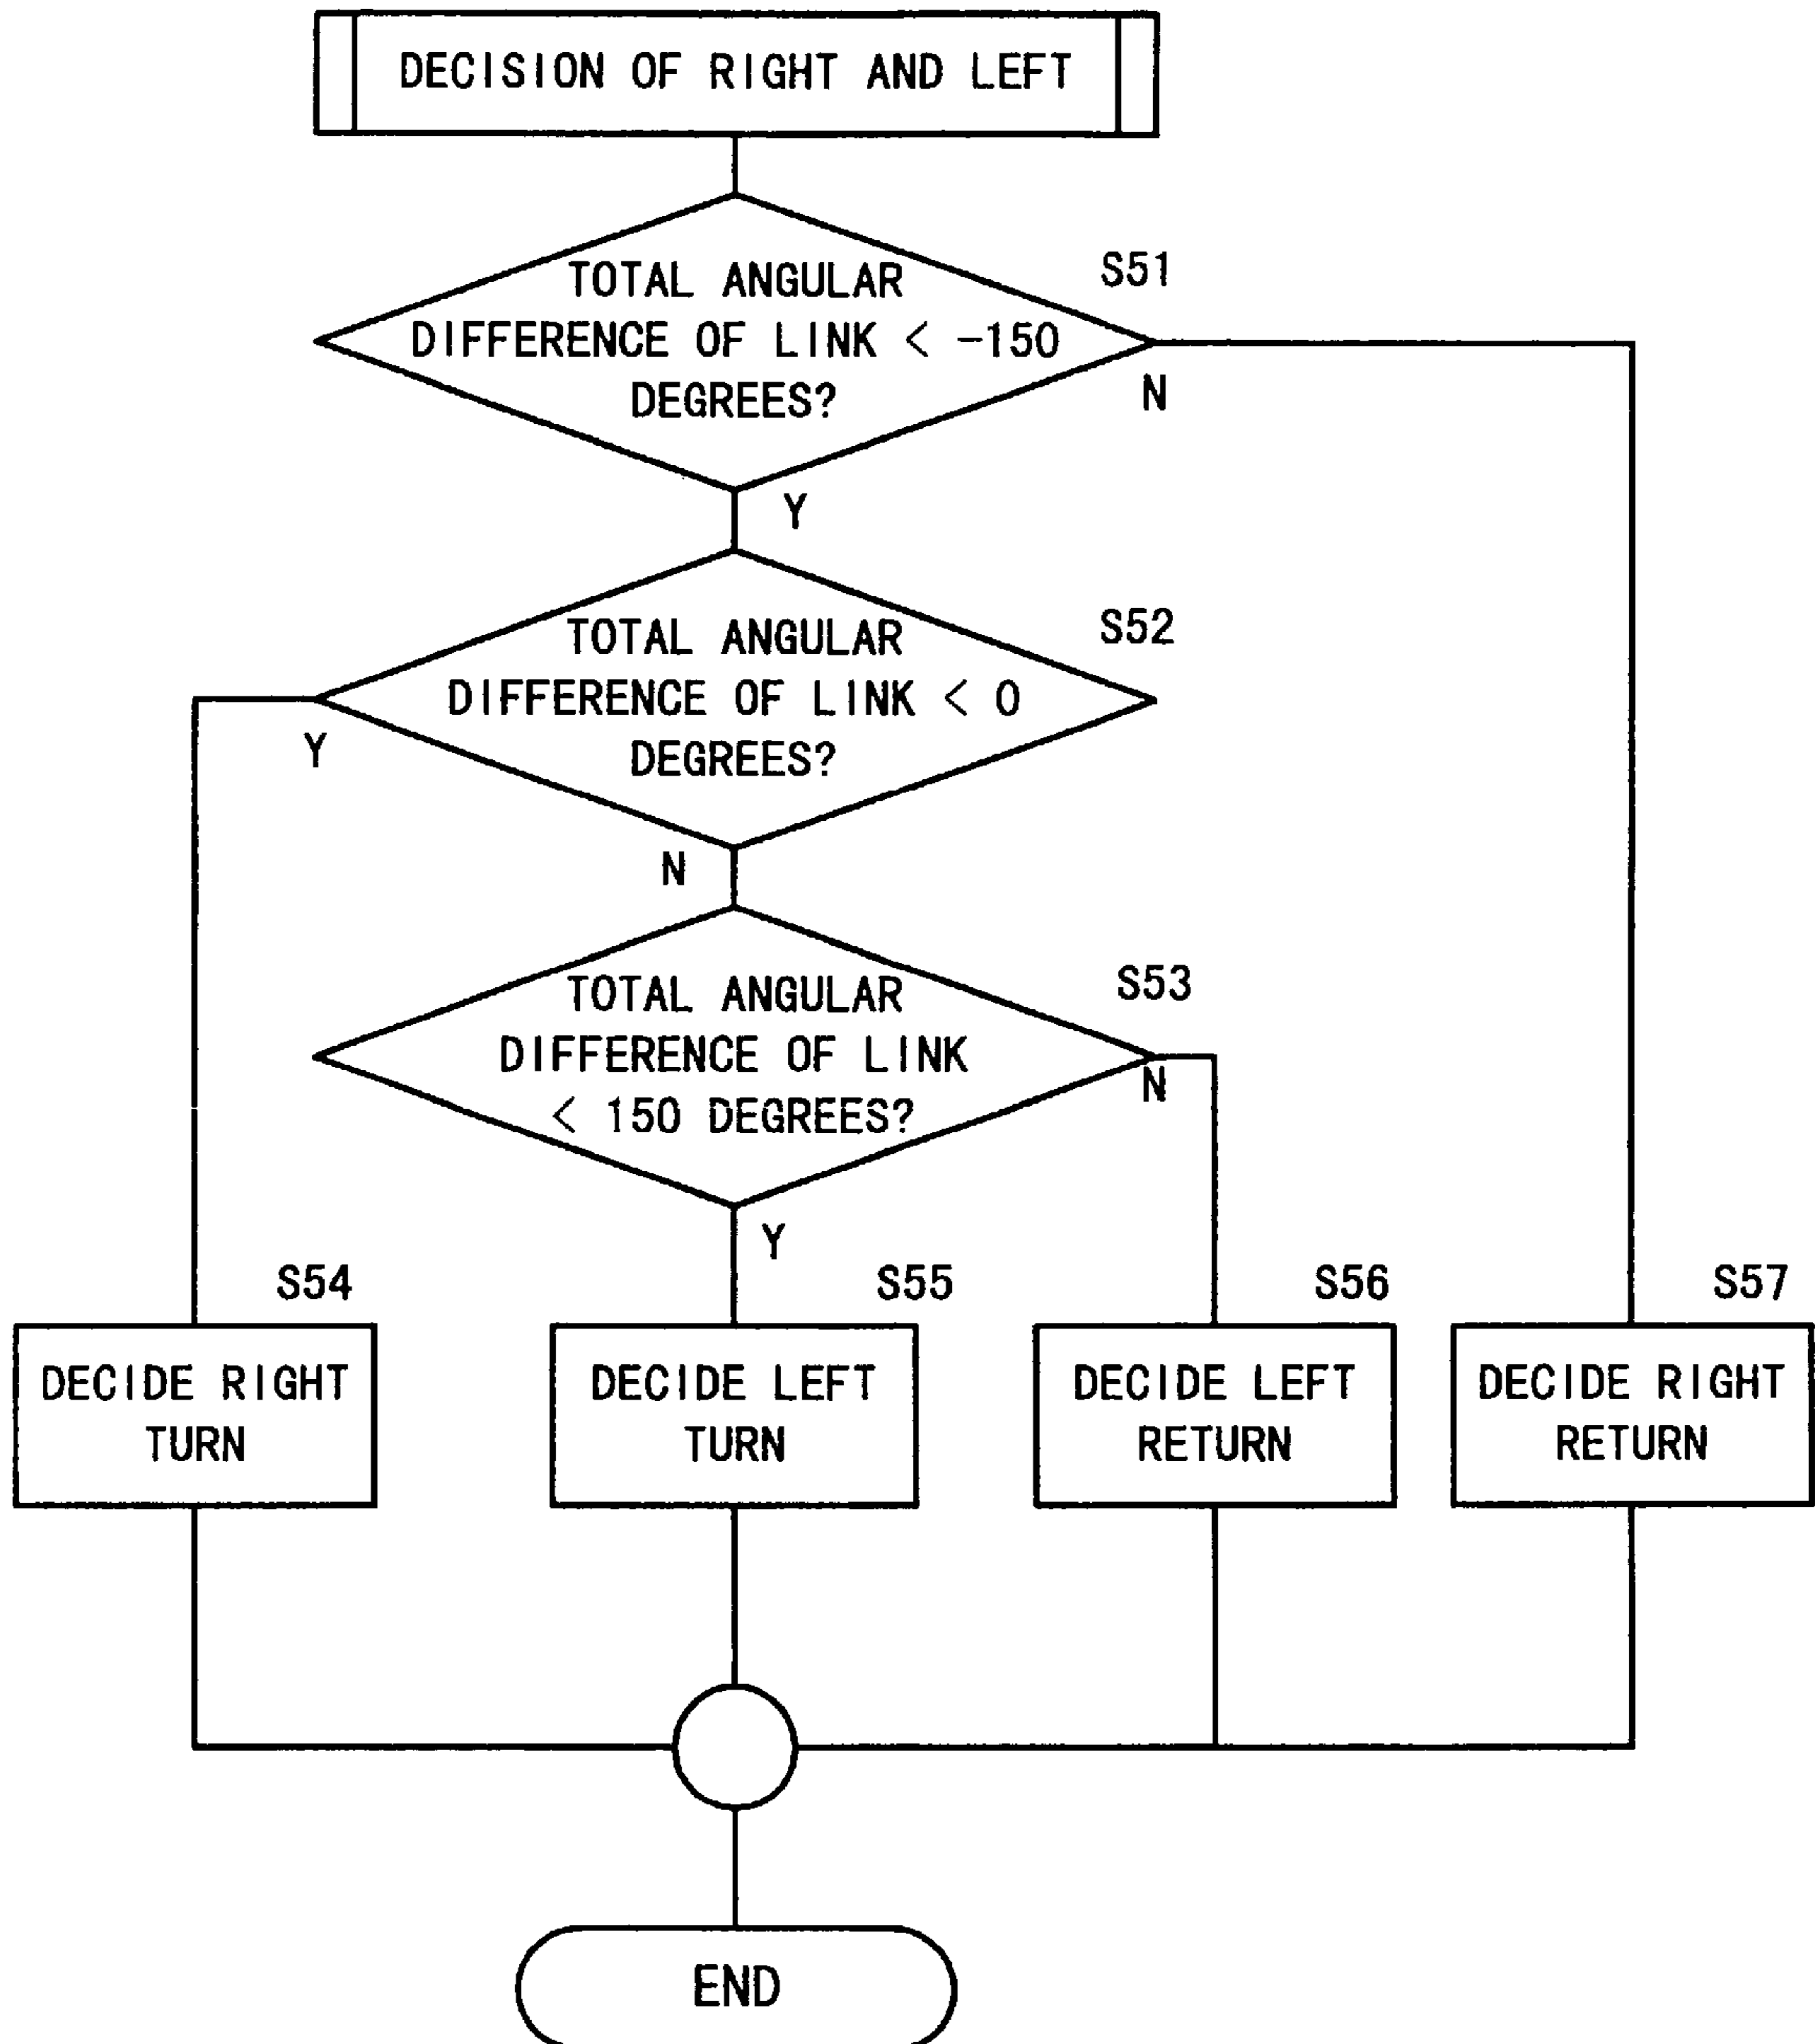 DECISION OF RIGHT AND LEFT
S51
TOTAL ANGULAR
DIFFERENCE OF LINK < -150
DEGREES?
N
Y
S52
TOTAL ANGULAR
DIFFERENCE OF LINK < 0
DEGREES?
Y
N
S53
TOTAL ANGULAR
DIFFERENCE OF LINK
< 150 DEGREES?
N
Y
S54
DECIDE RIGHT
TURN
S55
DECIDE LEFT
TURN
S56
DECIDE LEFT
RETURN
S57
DECIDE RIGHT
RETURN
END